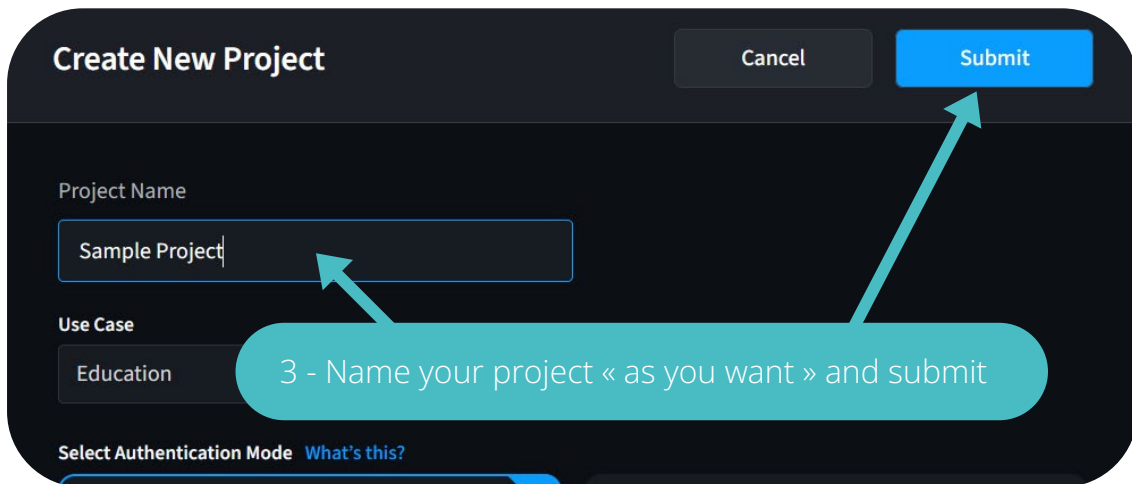 Create New Project
Cancel
Submit
Project Name
Sample Project
Use Case
Education
3 - Name your project « as you want » and submit
Select Authentication Mode What's this?